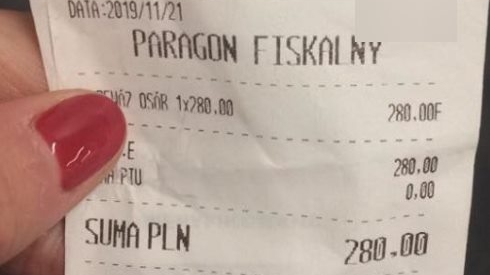 DATA:2019/11/21
PARAGON FISKALNY
OSÁR 1x280.00 280.00F
280.00
PTU 0.00
SUMA PLN 280.00